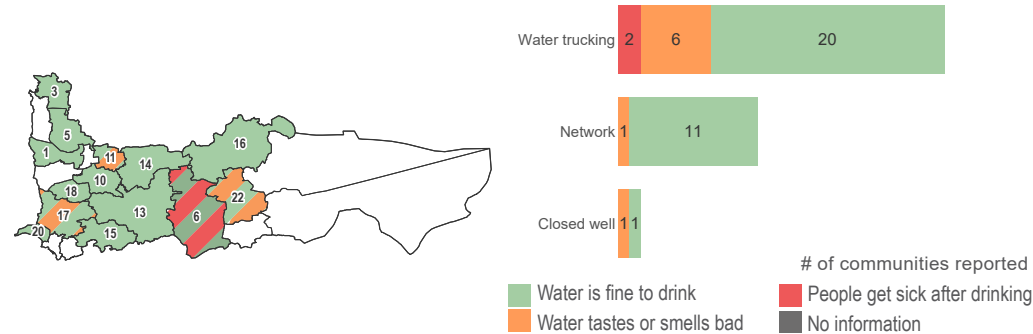 3
5
1
11
14
16
10
18
22
17
13
6
20
15
Water trucking
2
6
20
Network
1
11
Closed well
1
1
# of communities reported
Water is fine to drink
People get sick after drinking
Water tastes or smells bad
No information